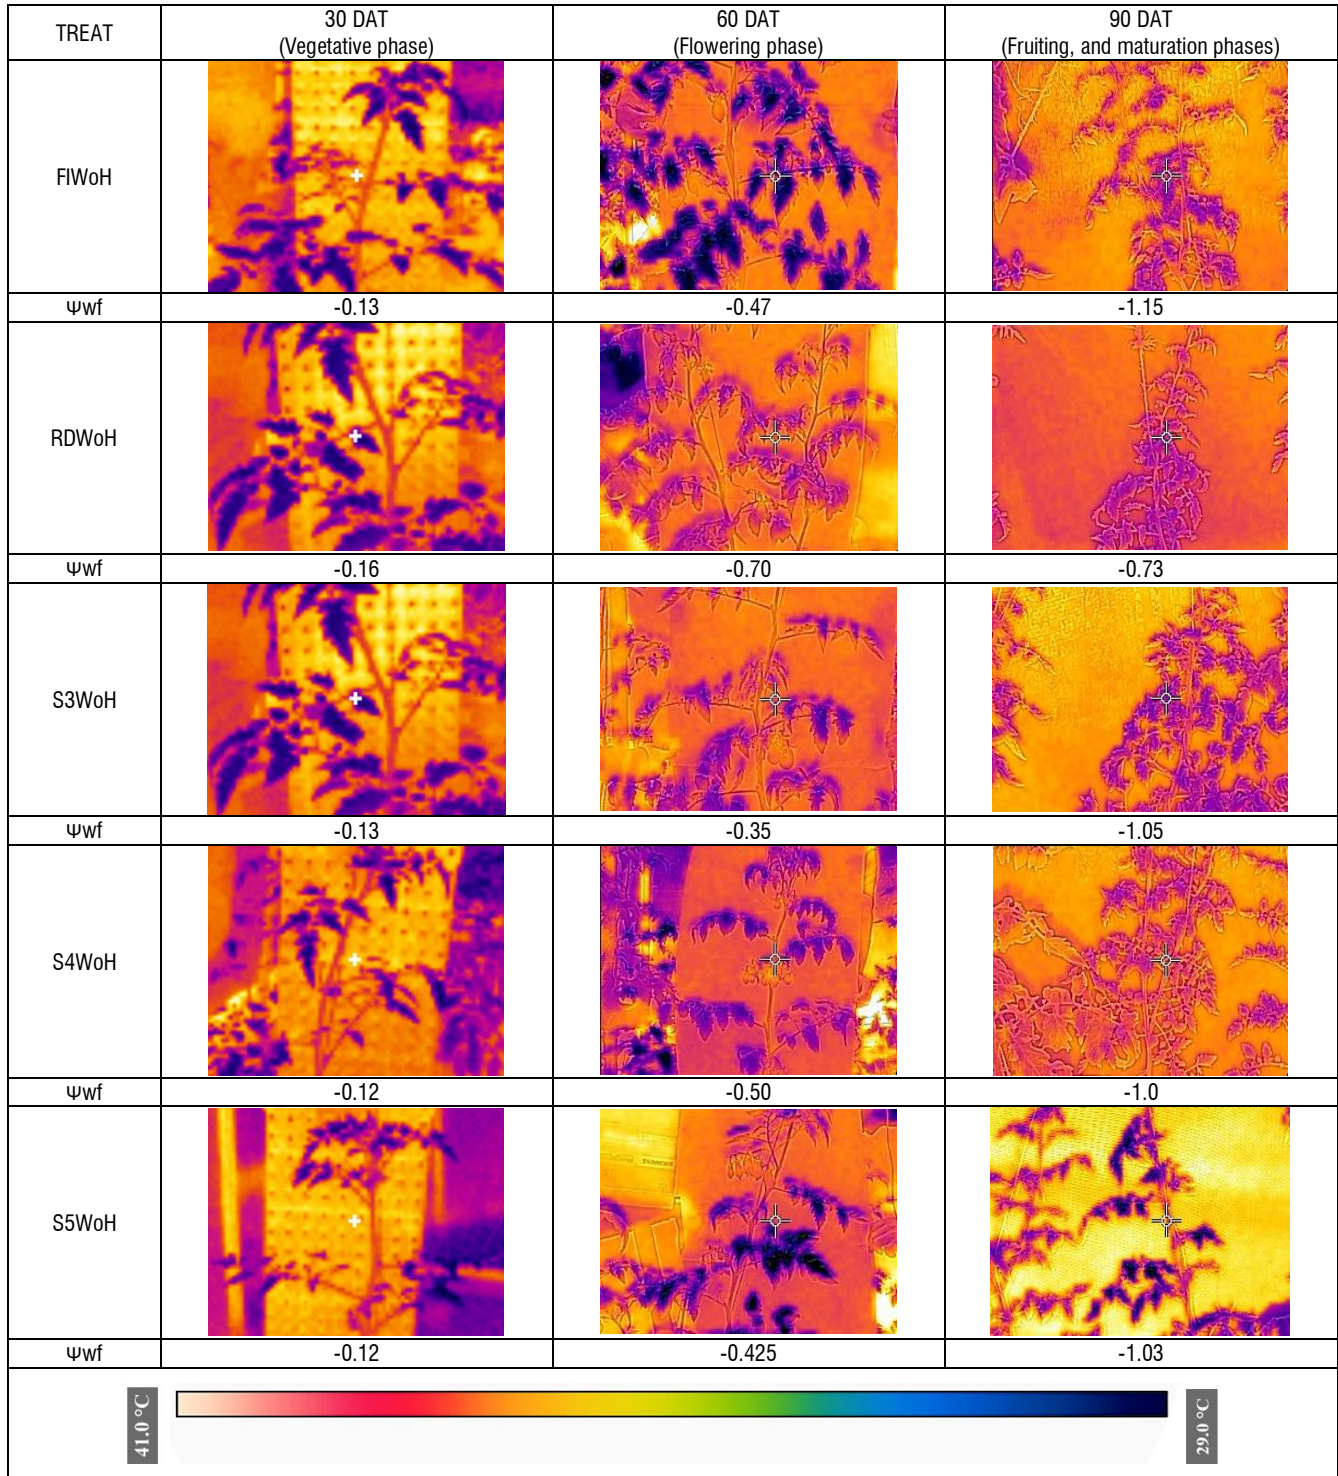 TREAT
30 DAT
(Vegetative phase)
60 DAT
(Flowering phase)
90 DAT
(Fruiting, and maturation phases)
FIWoH
Ψwf
-0.13
-0.47
-1.15
RDWoH
Ψwf
-0.16
-0.70
-0.73
S3WoH
Ψwf
-0.13
-0.35
-1.05
S4WoH
Ψwf
-0.12
-0.50
-1.0
S5WoH
Ψwf
-0.12
-0.425
-1.03
41.0 °C
29.0 °C